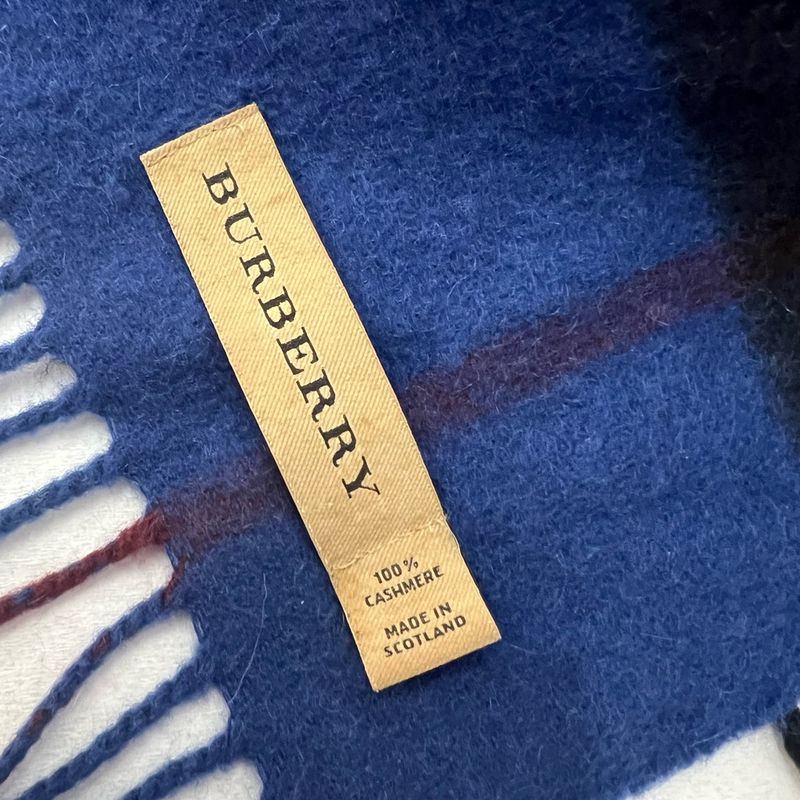 BURBERRY
100%
CASHMERE
MADE IN
SCOTLAND